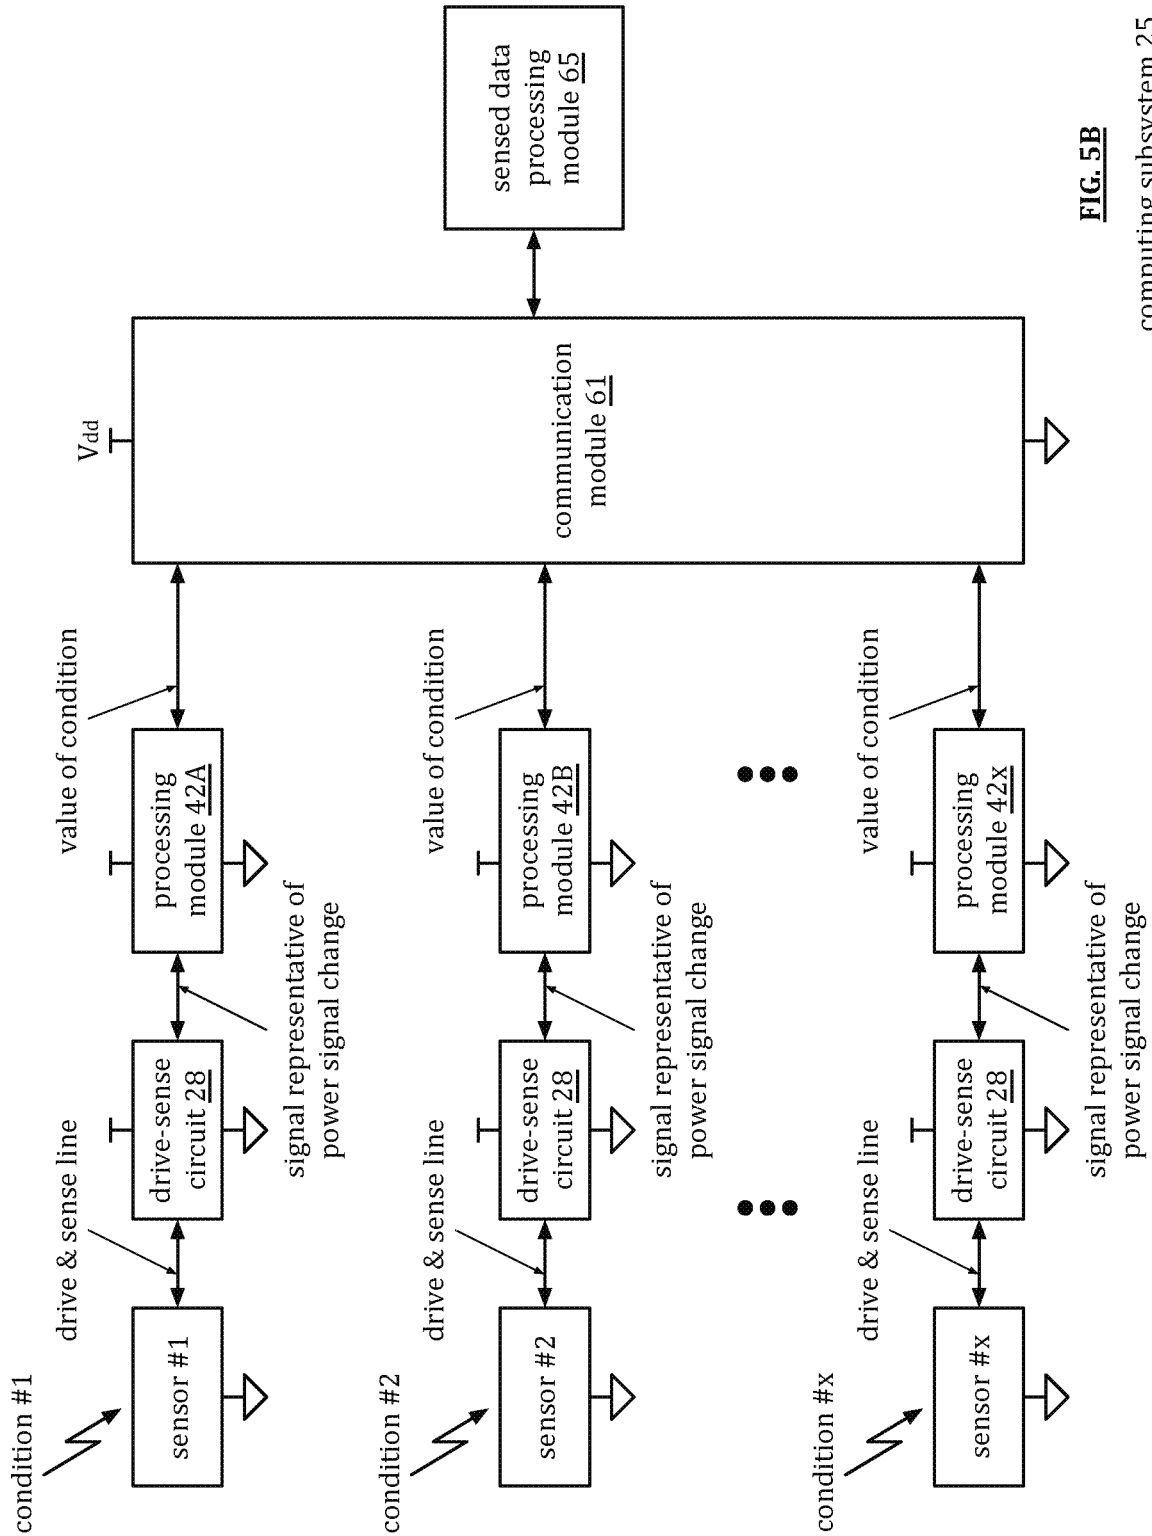 condition #1
drive & sense line
value of condition
Vdd
sensor #1
drive-sense
circuit 28
processing
module 42A
signal representative of
power signal change
condition #2
drive & sense line
value of condition
sensor #2
drive-sense
circuit 28
processing
module 42B
signal representative of
power signal change
communication
module 61
sensed data
processing
module 65
condition #x
drive & sense line
value of condition
sensor #x
drive-sense
circuit 28
processing
module 42x
signal representative of
power signal change
FIG. 5B
computing subsystem 25